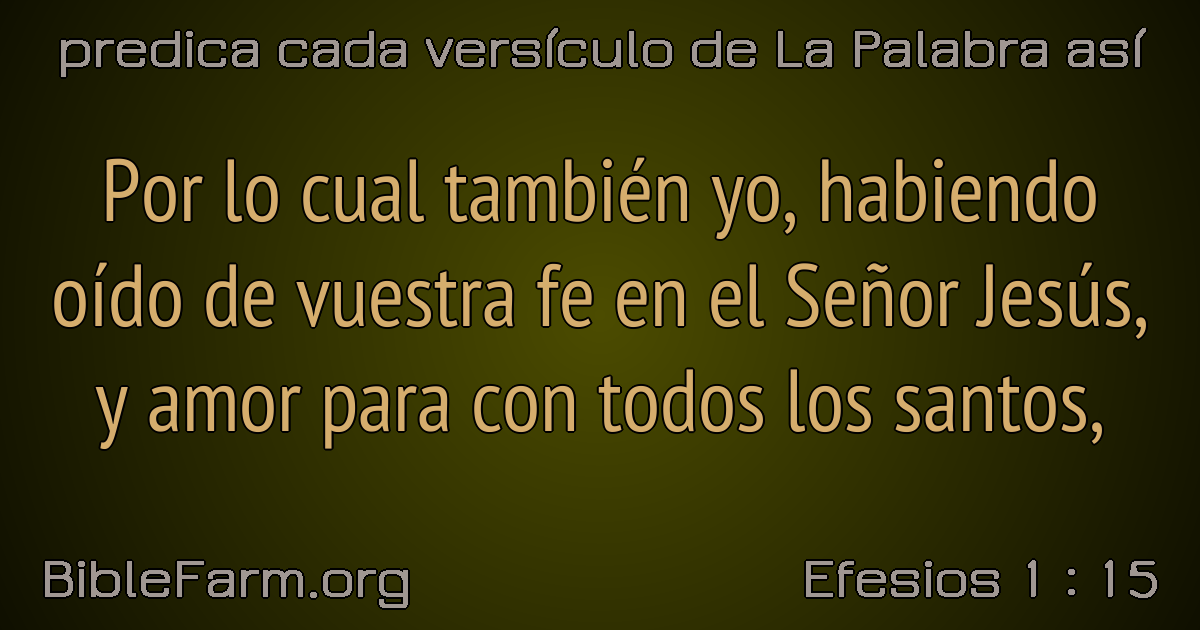 predica cada versículo de La Palabra así
Por lo cual también yo, habiendo
oído de vuestra fe en el Señor Jesús,
y amor para con todos los santos,
BibleFarm.org
Efesios 1 : 15